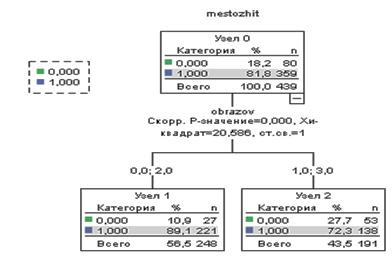 mestozhit
Узел 0
Категория % n
0,000 18,2 80
1,000 81,8 359
Всего 100,0 439
0,000
1,000
obrazov
Скорр. P-значение=0,000, Хи-
квадрат=20,586, ст.св.=1
0,0; 2,0
1,0; 3,0
Узел 1
Категория % n
0,000 10,9 27
1,000 89,1 221
Всего 56,5 248
Узел 2
Категория % n
0,000 27,7 53
1,000 72,3 138
Всего 43,5 191